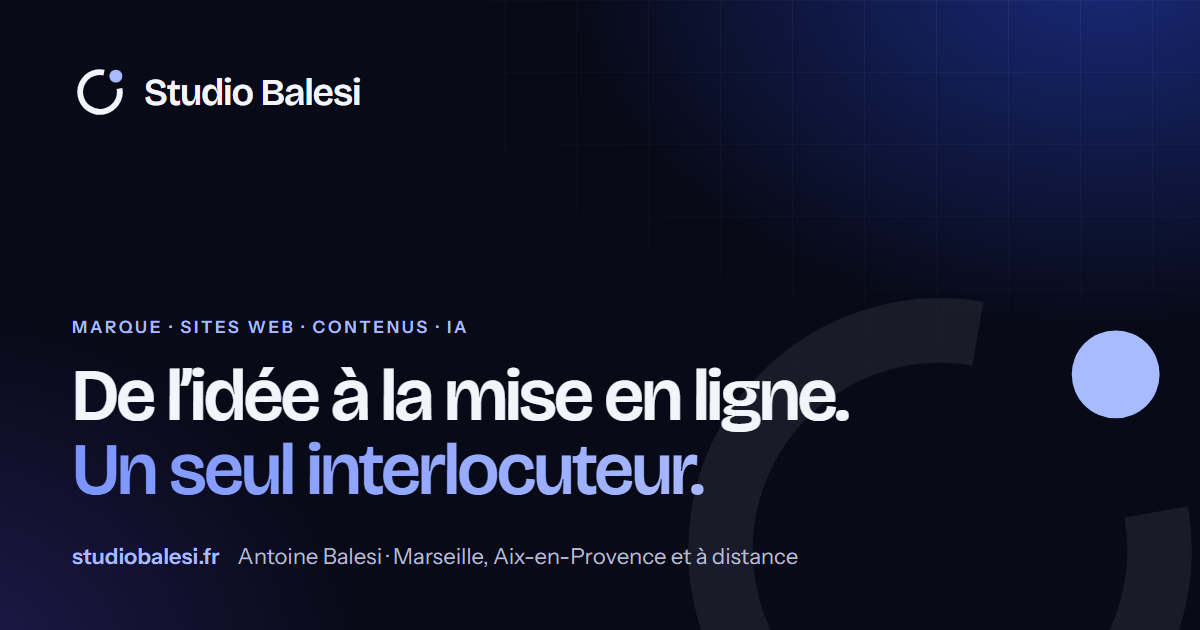 Studio Balesi
MARQUE · SITES WEB · CONTENUS · IA
De l’idée à la mise en ligne.
Un seul interlocuteur.
studiobalesi.fr Antoine Balesi · Marseille, Aix-en-Provence et à distance